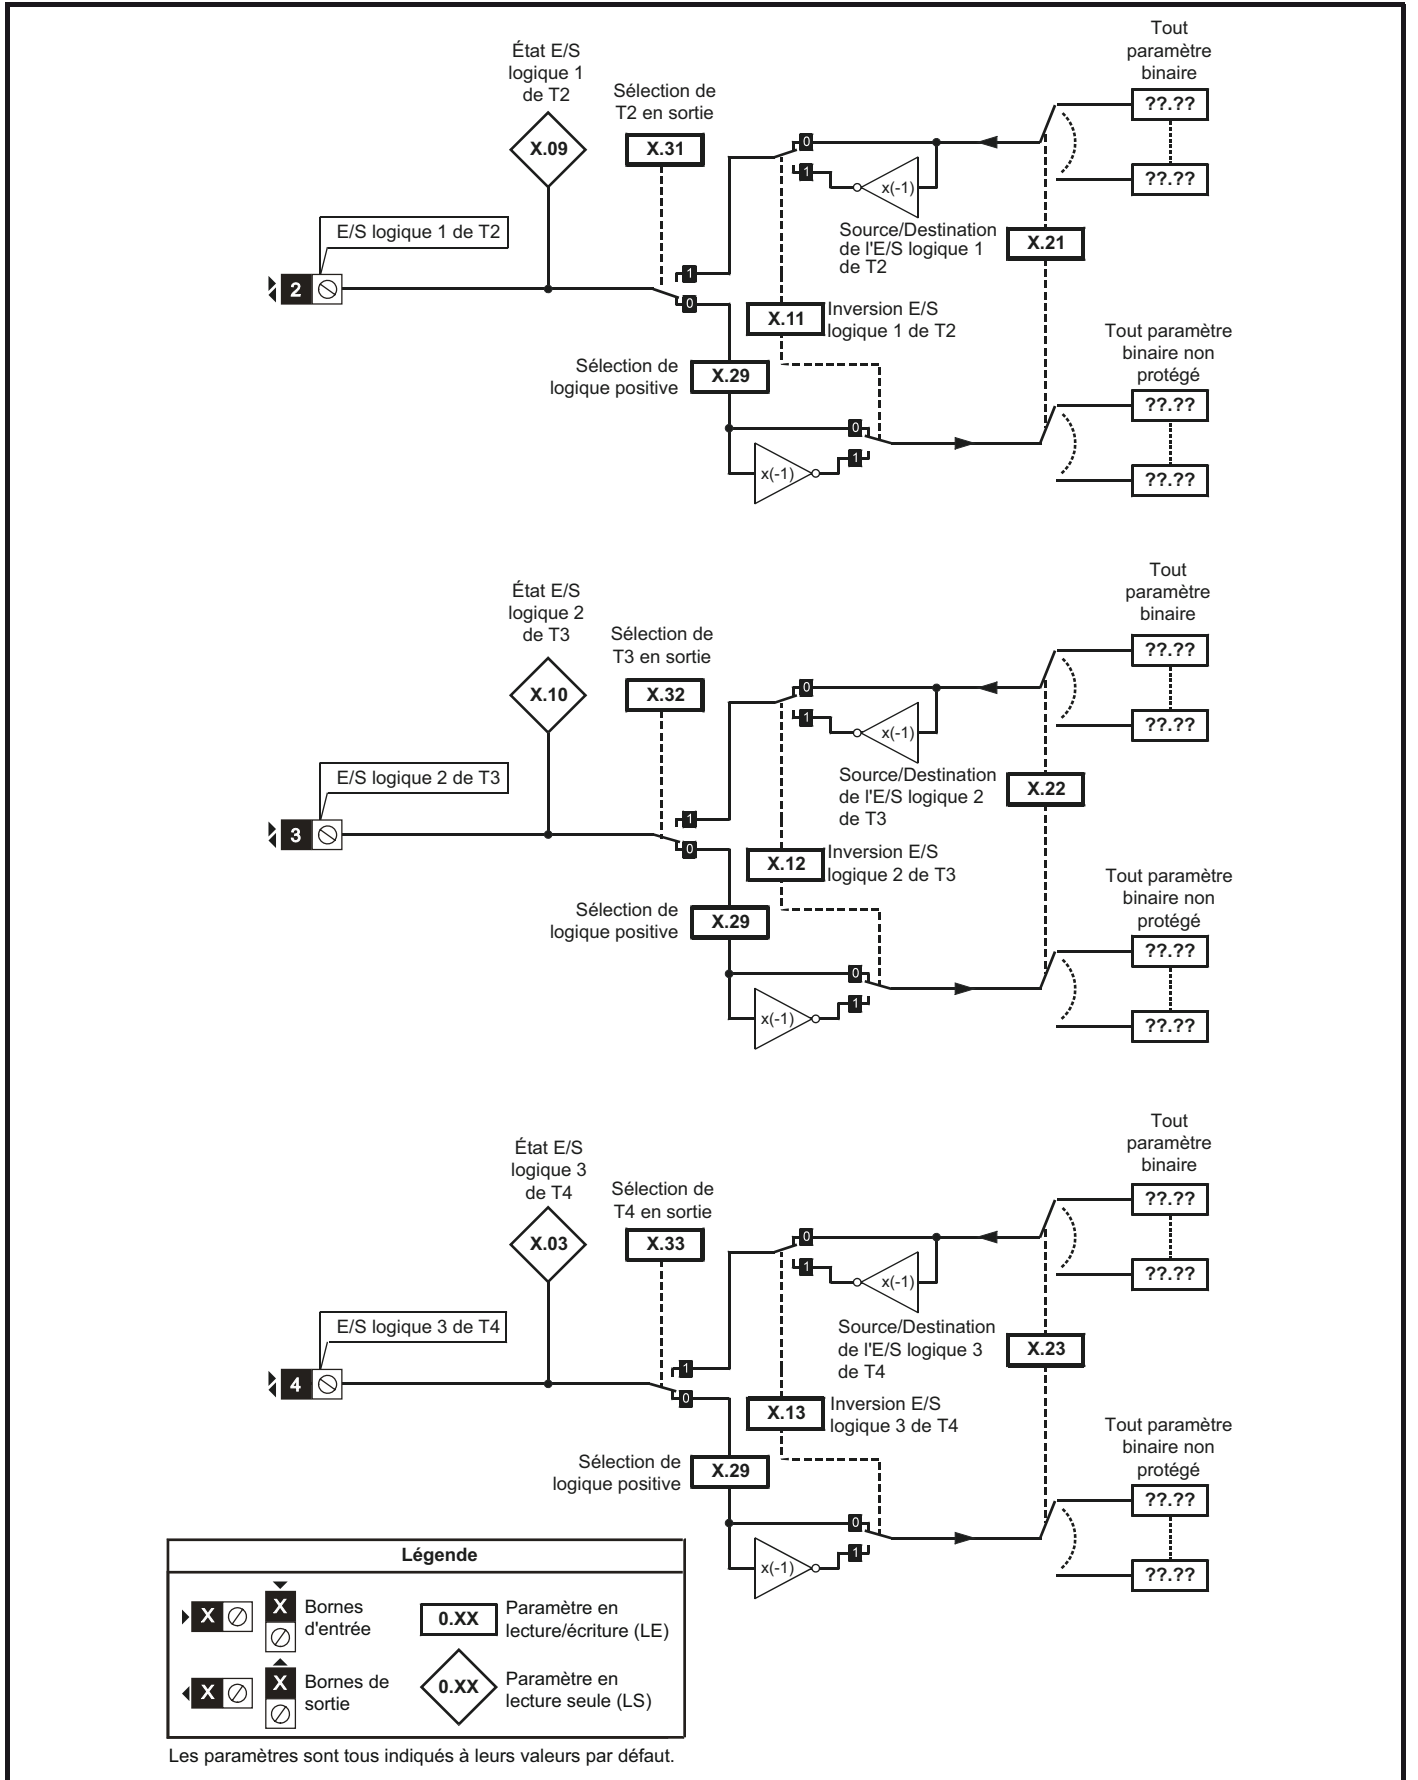 Tout
paramètre
binaire
??.??
??.??
État E/S
logique 1
de T2
X.09
Sélection de
T2 en sortie
X.31
0
1
x(-1)
E/S logique 1 de T2
2
1
0
Source/Destination
de l'E/S logique 1
de T2
X.21
X.11
Inversion E/S
logique 1 de T2
Sélection de
logique positive
X.29
0
1
x(-1)
Tout paramètre
binaire non
protégé
??.??
??.??
Tout
paramètre
binaire
??.??
??.??
État E/S
logique 2
de T3
X.10
Sélection de
T3 en sortie
X.32
0
1
x(-1)
E/S logique 2 de T3
3
1
0
Source/Destination
de l'E/S logique 2
de T3
X.22
X.12
Inversion E/S
logique 2 de T3
Sélection de
logique positive
X.29
0
1
x(-1)
Tout paramètre
binaire non
protégé
??.??
??.??
Tout
paramètre
binaire
??.??
??.??
État E/S
logique 3
de T4
X.03
Sélection de
T4 en sortie
X.33
0
1
x(-1)
E/S logique 3 de T4
4
1
0
Source/Destination
de l'E/S logique 3
de T4
X.23
X.13
Inversion E/S
logique 3 de T4
Sélection de
logique positive
X.29
0
1
x(-1)
Tout paramètre
binaire non
protégé
??.??
??.??
Légende
X
X
Bornes
d'entrée
0.XX
Paramètre en
lecture/écriture (LE)
X
X
Bornes de
sortie
0.XX
Paramètre en
lecture seule (LS)
Les paramètres sont tous indiqués à leurs valeurs par défaut.